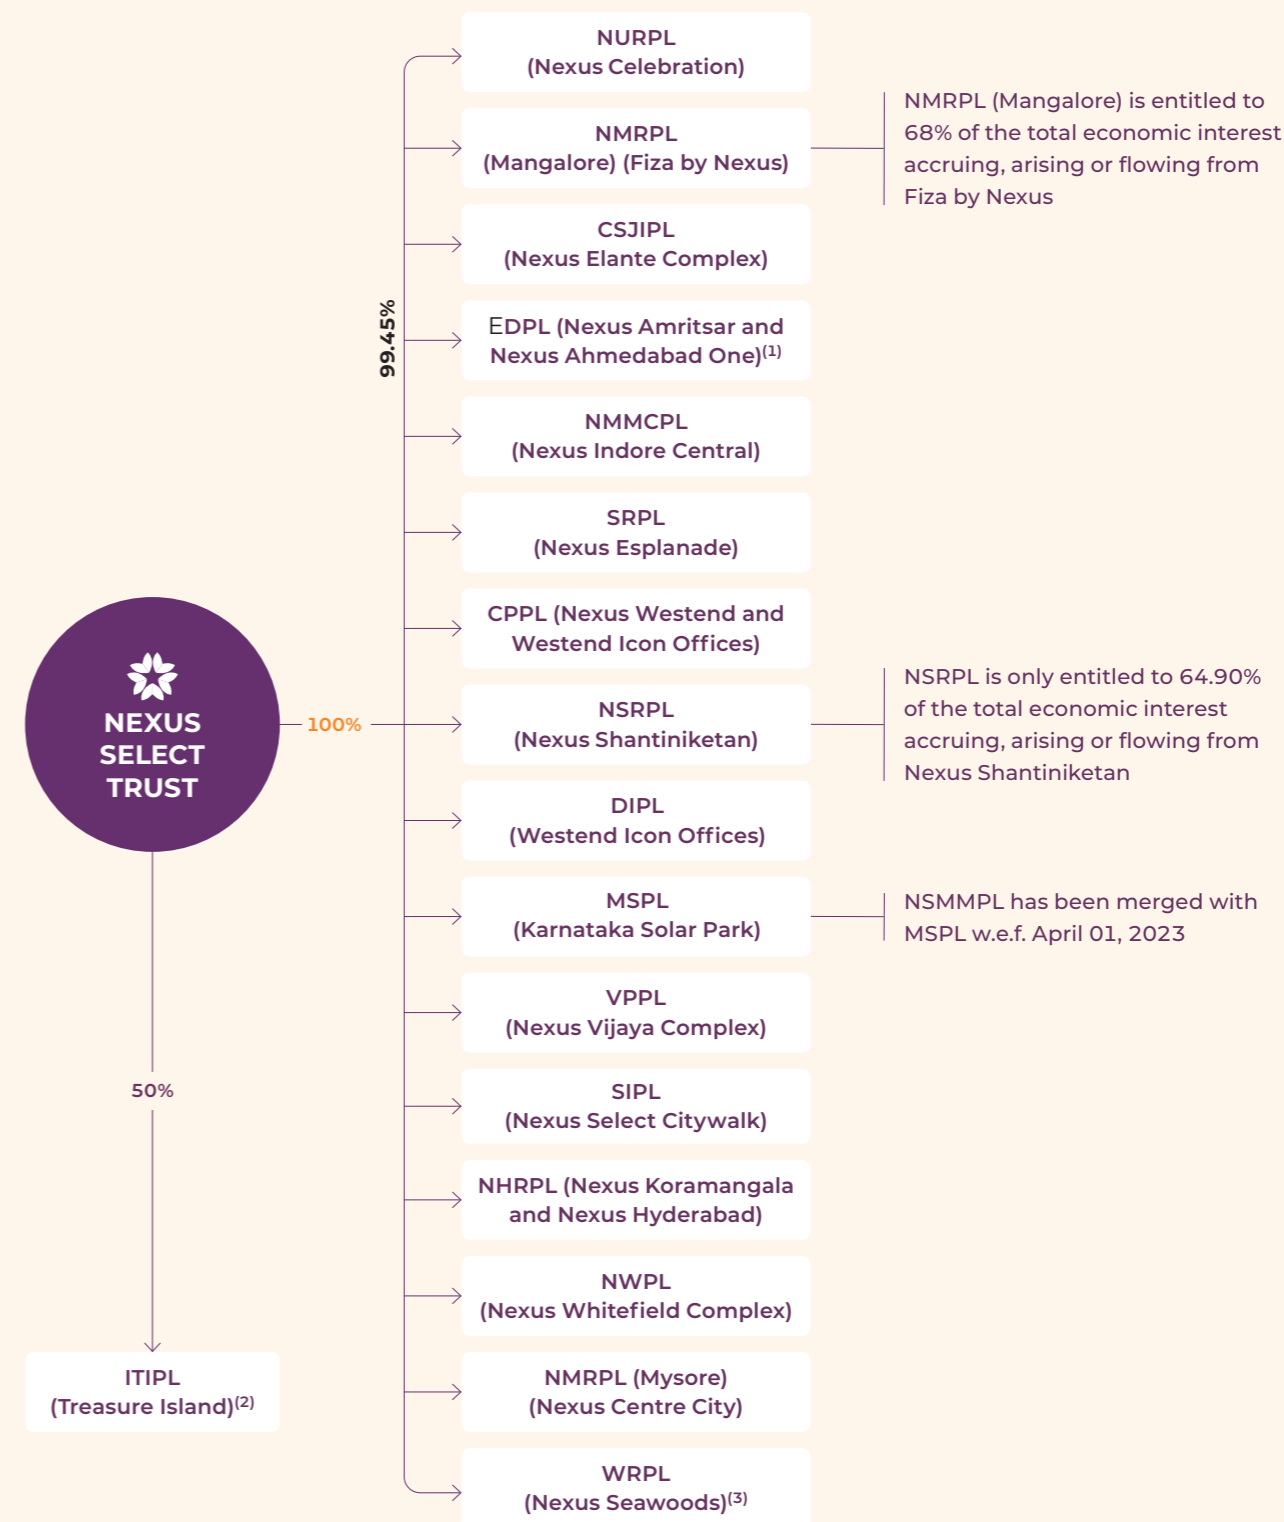 NURPL
(Nexus Celebration)
NMRPL
(Mangalore) (Fiza by Nexus)
NMRPL (Mangalore) is entitled to
68% of the total economic interest
accruing, arising or flowing from
Fiza by Nexus
CSJIPL
(Nexus Elante Complex)
99.45%
EDPL (Nexus Amritsar and
Nexus Ahmedabad One)(1)
NMMCPL
(Nexus Indore Central)
SRPL
(Nexus Esplanade)
CPPL (Nexus Westend and
Westend Icon Offices)
NEXUS
SELECT
TRUST
100%
NSRPL
(Nexus Shantiniketan)
NSRPL is only entitled to 64.90%
of the total economic interest
accruing, arising or flowing from
Nexus Shantiniketan
DIPL
(Westend Icon Offices)
MSPL
(Karnataka Solar Park)
NSMMPL has been merged with
MSPL w.e.f. April 01, 2023
VPPL
(Nexus Vijaya Complex)
50%
SIPL
(Nexus Select Citywalk)
NHRPL (Nexus Koramangala
and Nexus Hyderabad)
NWPL
(Nexus Whitefield Complex)
ITIPL
(Treasure Island)(2)
NMRPL (Mysore)
(Nexus Centre City)
WRPL
(Nexus Seawoods)(3)